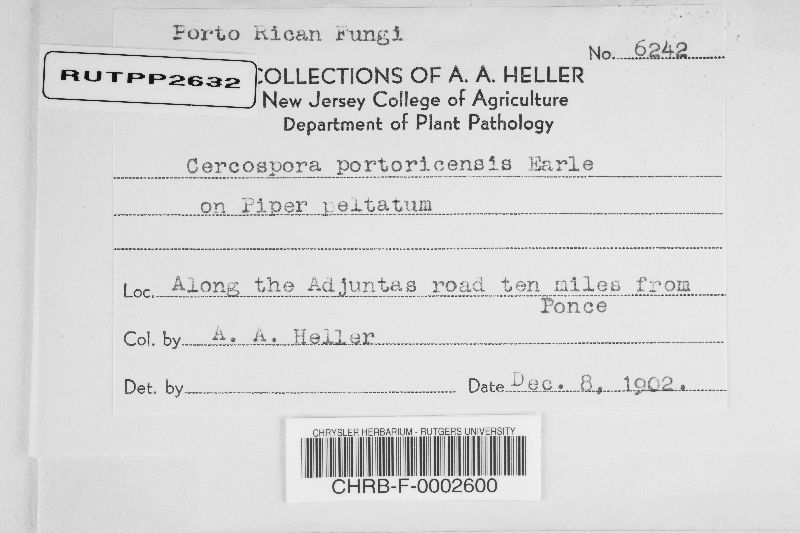 Porto Rican Fungi
No. 6242
RUTPP2632
COLLECTIONS OF A. A. HELLER
New Jersey College of Agriculture
Department of Plant Pathology
Cercospora portoricensis Earle
on Piper peltatum
Loc. Along the Adjuntas road ten miles from
Ponce
Col. by A. A. Heller
Det. by
Date Dec. 8, 1902.
CHRYSLER HERBARIUM - RUTGERS UNIVERSITY
CHRB-F-0002600